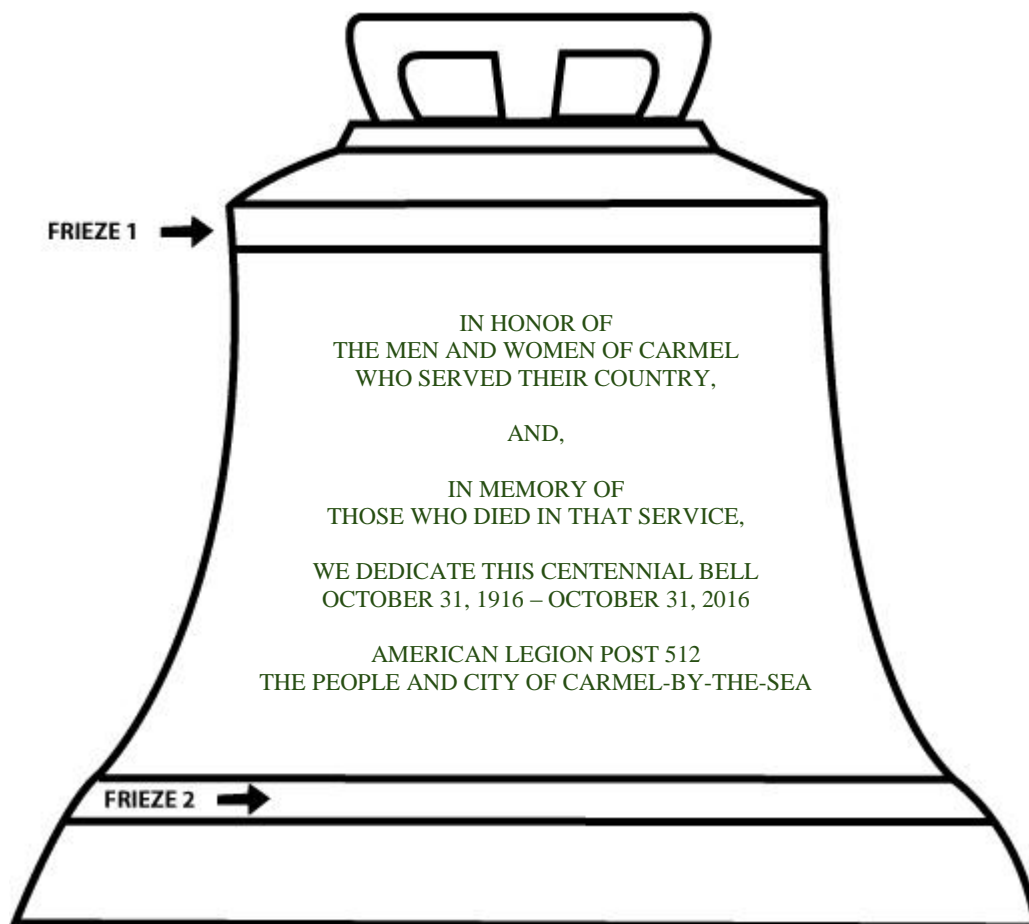 FRIEZE 1
IN HONOR OF
THE MEN AND WOMEN OF CARMEL
WHO SERVED THEIR COUNTRY,
AND,
IN MEMORY OF
THOSE WHO DIED IN THAT SERVICE,
WE DEDICATE THIS CENTENNIAL BELL
OCTOBER 31, 1916 – OCTOBER 31, 2016
AMERICAN LEGION POST 512
THE PEOPLE AND CITY OF CARMEL-BY-THE-SEA
FRIEZE 2